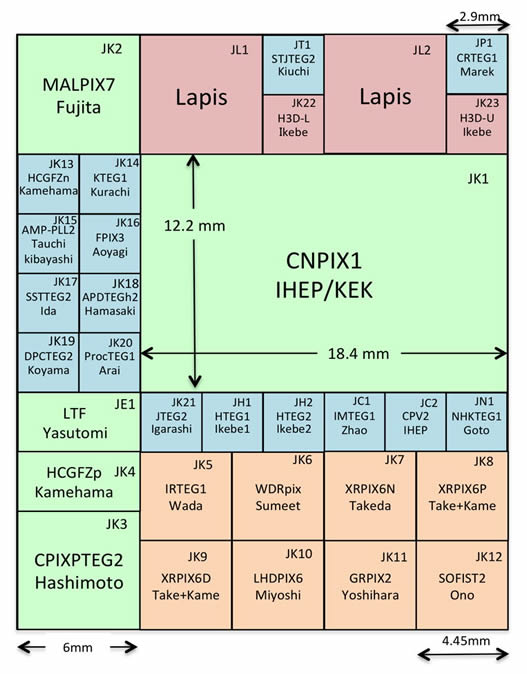 2.9mm
JK2
MALPIX7
Fujita
JL1
Lapis
JT1
STJTEG2
Kiuchi
JK22
H3D-L
Ikebe
JL2
Lapis
JP1
CRTEG1
Marek
JK23
H3D-U
Ikebe
JK13
HCGFZn
Kamehama
JK14
KTEG1
Kurachi
JK15
AMP-PLL2
Tauchi
kibayashi
JK16
FPIX3
Aoyagi
JK17
SSTTEG2
Ida
JK18
APDTEGh2
Hamasaki
JK19
DPCTEG2
Koyama
JK20
ProcTEG1
Arai
JK1
12.2 mm
CNPIX1
IHEP/KEK
18.4 mm
JE1
LTF
Yasutomi
JK21
JTEG2
Igarashi
JH1
HTEG1
Ikebe1
JH2
HTEG2
Ikebe2
JC1
IMTEG1
Zhao
JC2
CPV2
IHEP
JN1
NHKTEG1
Goto
HCGFZp
JK4
Kamehama
JK5
IRTEG1
Wada
JK6
WDRpix
Sumeet
JK7
XRPIX6N
Takeda
JK8
XRPIX6P
Take+Kame
JK3
CPIXPTEG2
Hashimoto
JK9
XRPIX6D
Take+Kame
JK10
LHDPIX6
Miyoshi
JK11
GRPIX2
Yoshihara
JK12
SOFIST2
Ono
6mm
4.45mm